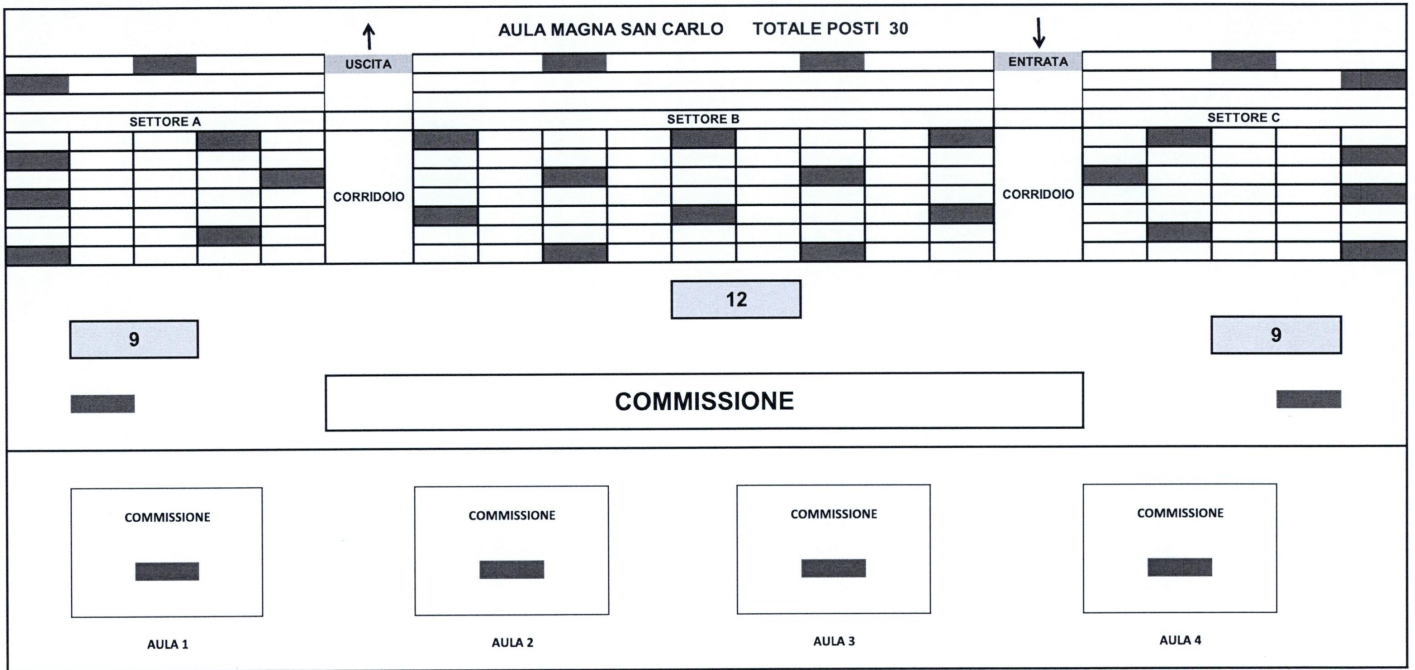 AULA MAGNA SAN CARLO TOTALE POSTI 30
USCITA
ENTRATA
SETTORE A
SETTORE B
SETTORE C
CORRIDOIO
CORRIDOIO
12
9
9
COMMISSIONE
COMMISSIONE
COMMISSIONE
COMMISSIONE
COMMISSIONE
AULA 1
AULA 2
AULA 3
AULA 4